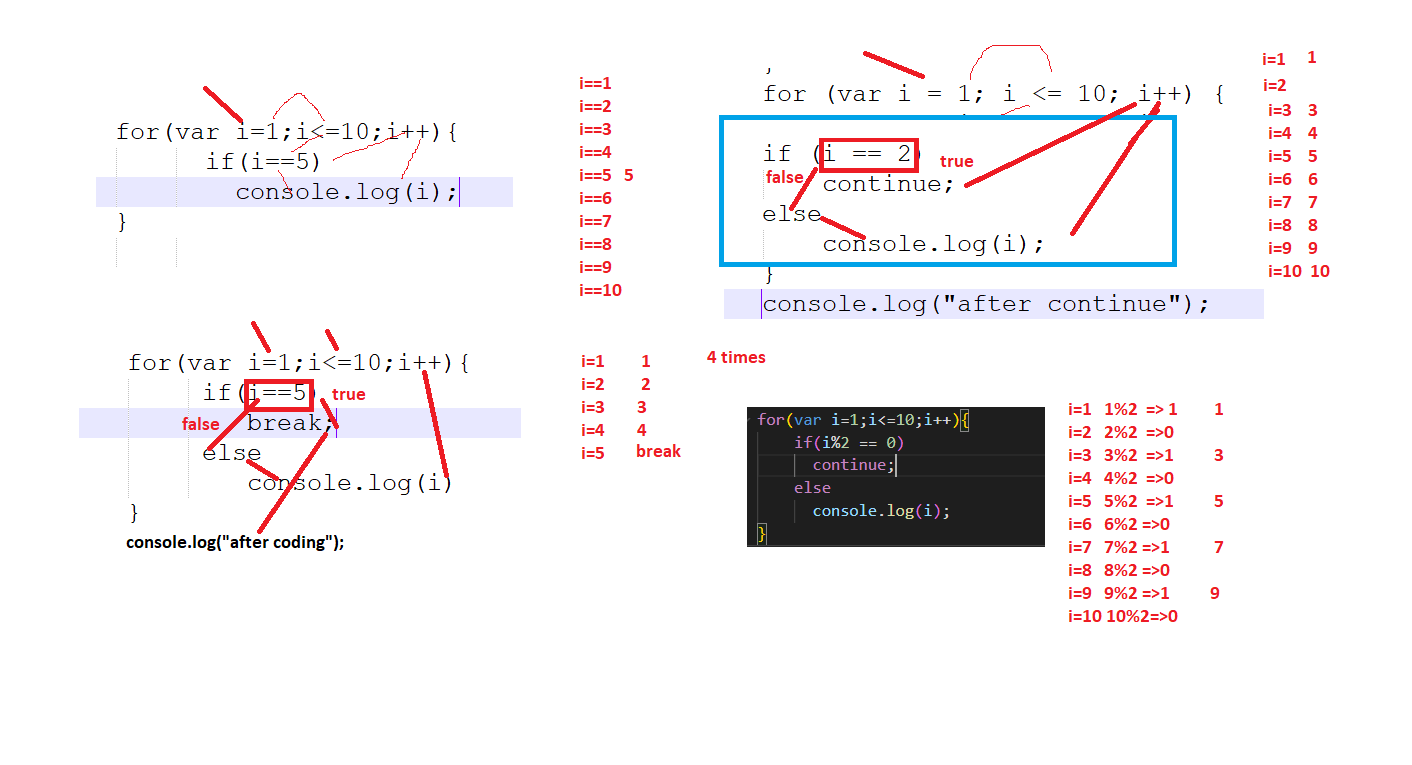 for(var i=1;i<=10;i++){
if(i==5)
console.log(i);
}
i==1
i==2
i==3
i==4
i==5 5
i==6
i==7
i==8
i==9
i==10
}
for (var i = 1; i <= 10; i++) {
if (i == 2) true
false continue;
else
console.log(i);
}
console.log("after continue");
i=1 1
i=2
i=3 3
i=4 4
i=5 5
i=6 6
i=7 7
i=8 8
i=9 9
i=10 10
for(var i=1;i<=10;i++){
if(i==5) true
false break;
else
console.log(i)
}
console.log("after coding");
i=1 1
i=2 2
i=3 3
i=4 4
i=5 break
4 times
for(var i=1;i<=10;i++){
if(i%2 == 0)
continue;
else
console.log(i);
}
i=1 1%2 => 1 1
i=2 2%2 =>0
i=3 3%2 =>1 3
i=4 4%2 =>0
i=5 5%2 =>1 5
i=6 6%2 =>0
i=7 7%2 =>1 7
i=8 8%2 =>0
i=9 9%2 =>1 9
i=10 10%2=>0